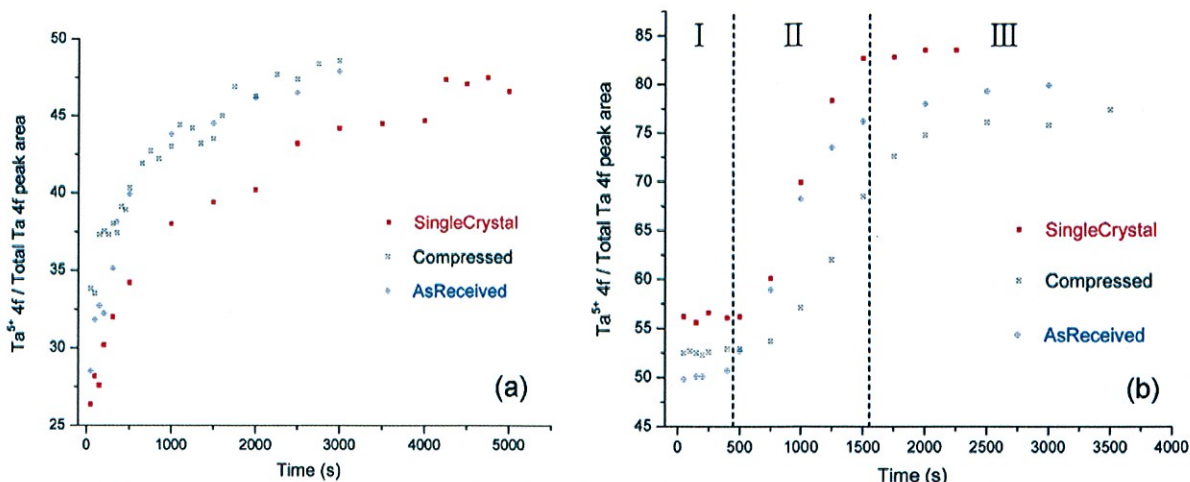 50
45
40
35
30
25
Ta⁵⁺ 4f / Total Ta 4f peak area
SingleCrystal
Compressed
AsReceived
(a)
0 1000 2000 3000 4000 5000
Time (s)
85
80
75
70
65
60
55
50
45
Ta⁵⁺ 4f / Total Ta 4f peak area
I II III
SingleCrystal
Compressed
AsReceived
(b)
0 500 1000 1500 2000 2500 3000 3500 4000
Time (s)